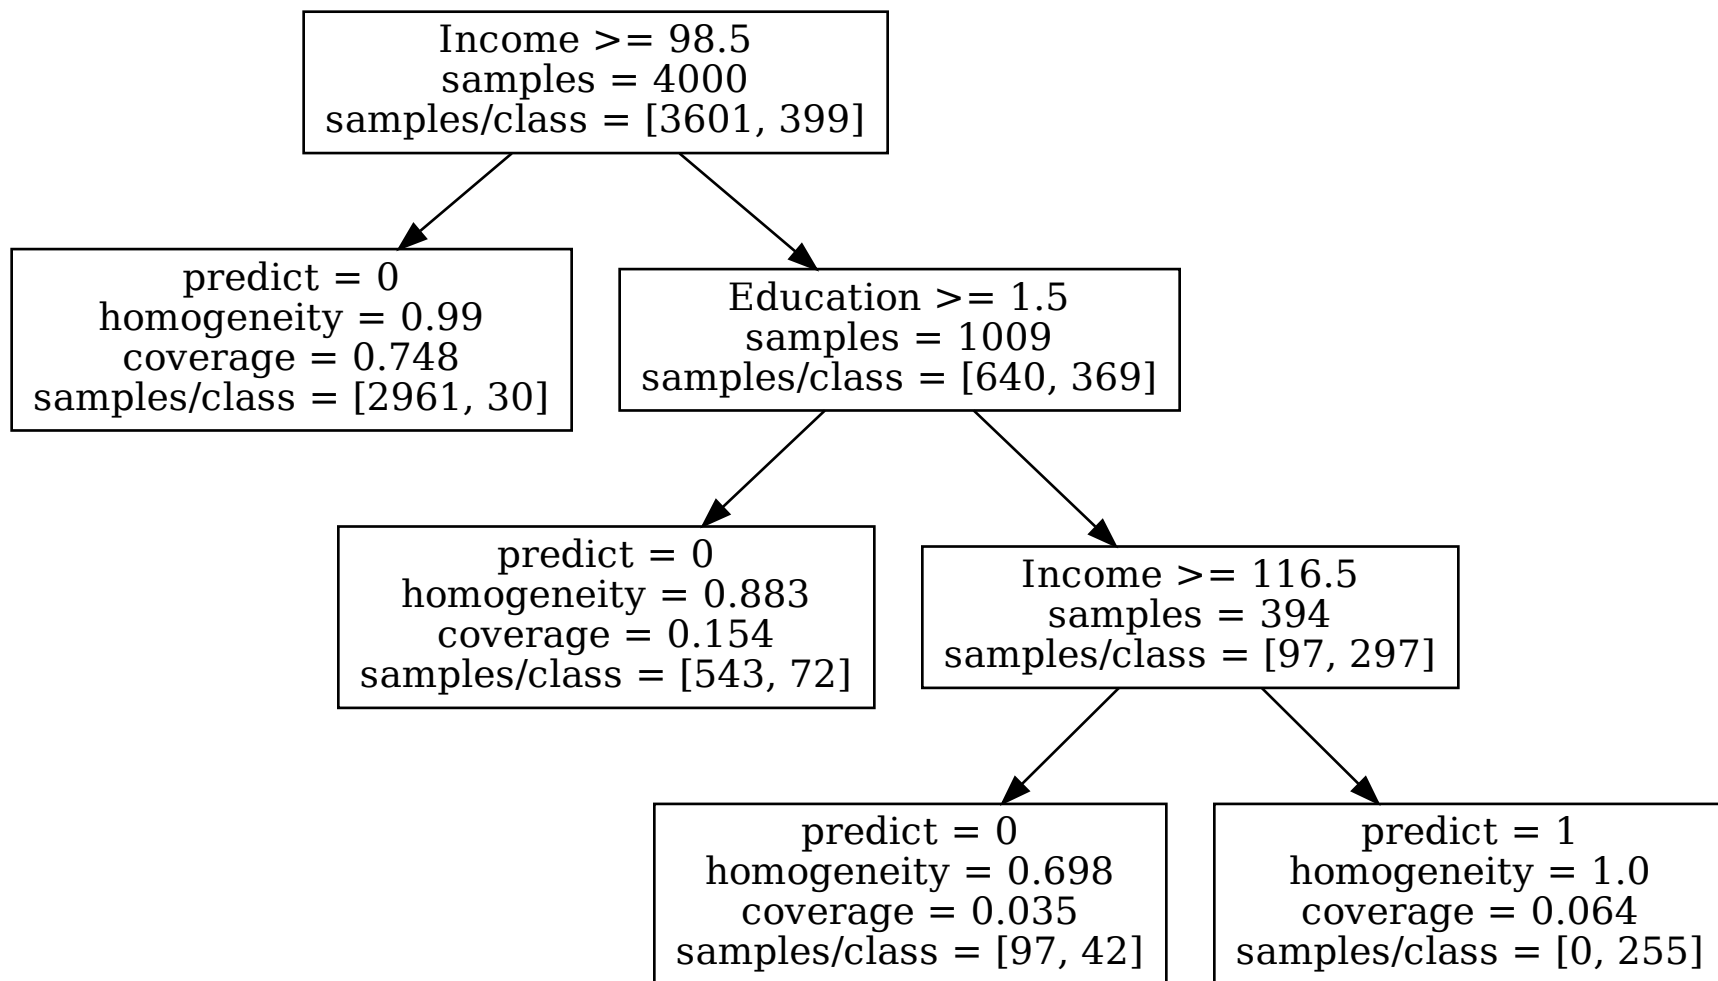 Income >= 98.5
samples = 4000
samples/class = [3601, 399]
predict = 0
homogeneity = 0.99
coverage = 0.748
samples/class = [2961, 30]
Education >= 1.5
samples = 1009
samples/class = [640, 369]
predict = 0
homogeneity = 0.883
coverage = 0.154
samples/class = [543, 72]
Income >= 116.5
samples = 394
samples/class = [97, 297]
predict = 0
homogeneity = 0.698
coverage = 0.035
samples/class = [97, 42]
predict = 1
homogeneity = 1.0
coverage = 0.064
samples/class = [0, 255]